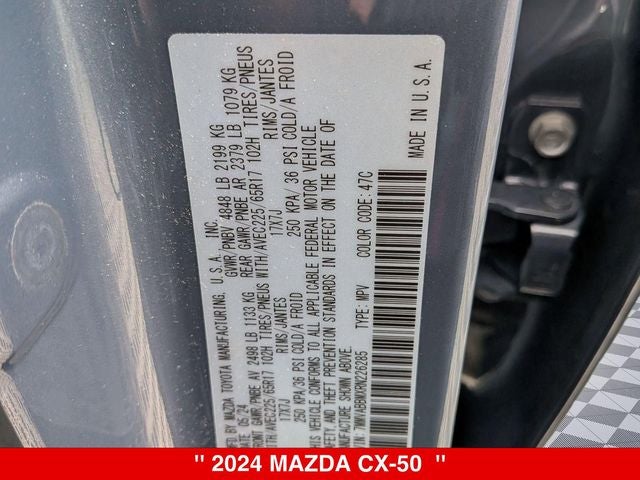 MFD BY MAZDA TOYOTA MANUFACTURING, U.S.A., INC.
DATE 05/24 GVWR/PNBV 4848 LB 2199 KG
FRONT GAWR/PNBE AV 2498 LB 1133 KG REAR GAWR/PNBE AR 2379 LB 1079 KG
WITH/AVEC225/65R17 102H TIRES/PNEUS WITH/AVEC225/65R17 102H TIRES/PNEUS
17X7J RIMS/JANTES 17X7J RIMS/JANTES
250 KPA/36 PSI COLD/A FROID 250 KPA/ 36 PSI COLD/A FROID
THIS VEHICLE CONFORMS TO ALL APPLICABLE FEDERAL MOTOR VEHICLE
SAFETY AND THEFT PREVENTION STANDARDS IN EFFECT ON THE DATE OF
MANUFACTURE SHOWN ABOVE.
TYPE: MPV COLOR CODE: 47C
MADE IN U.S.A.
" 2024 MAZDA CX-50 "